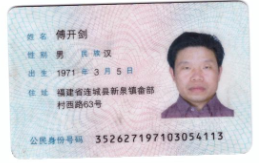 姓名 傅开剑
性别 男 民族 汉
出生 1971 年 3 月 5 日
住址 福建省连城县新泉镇畲部
村西路63号
公民身份号码 352627197103054113